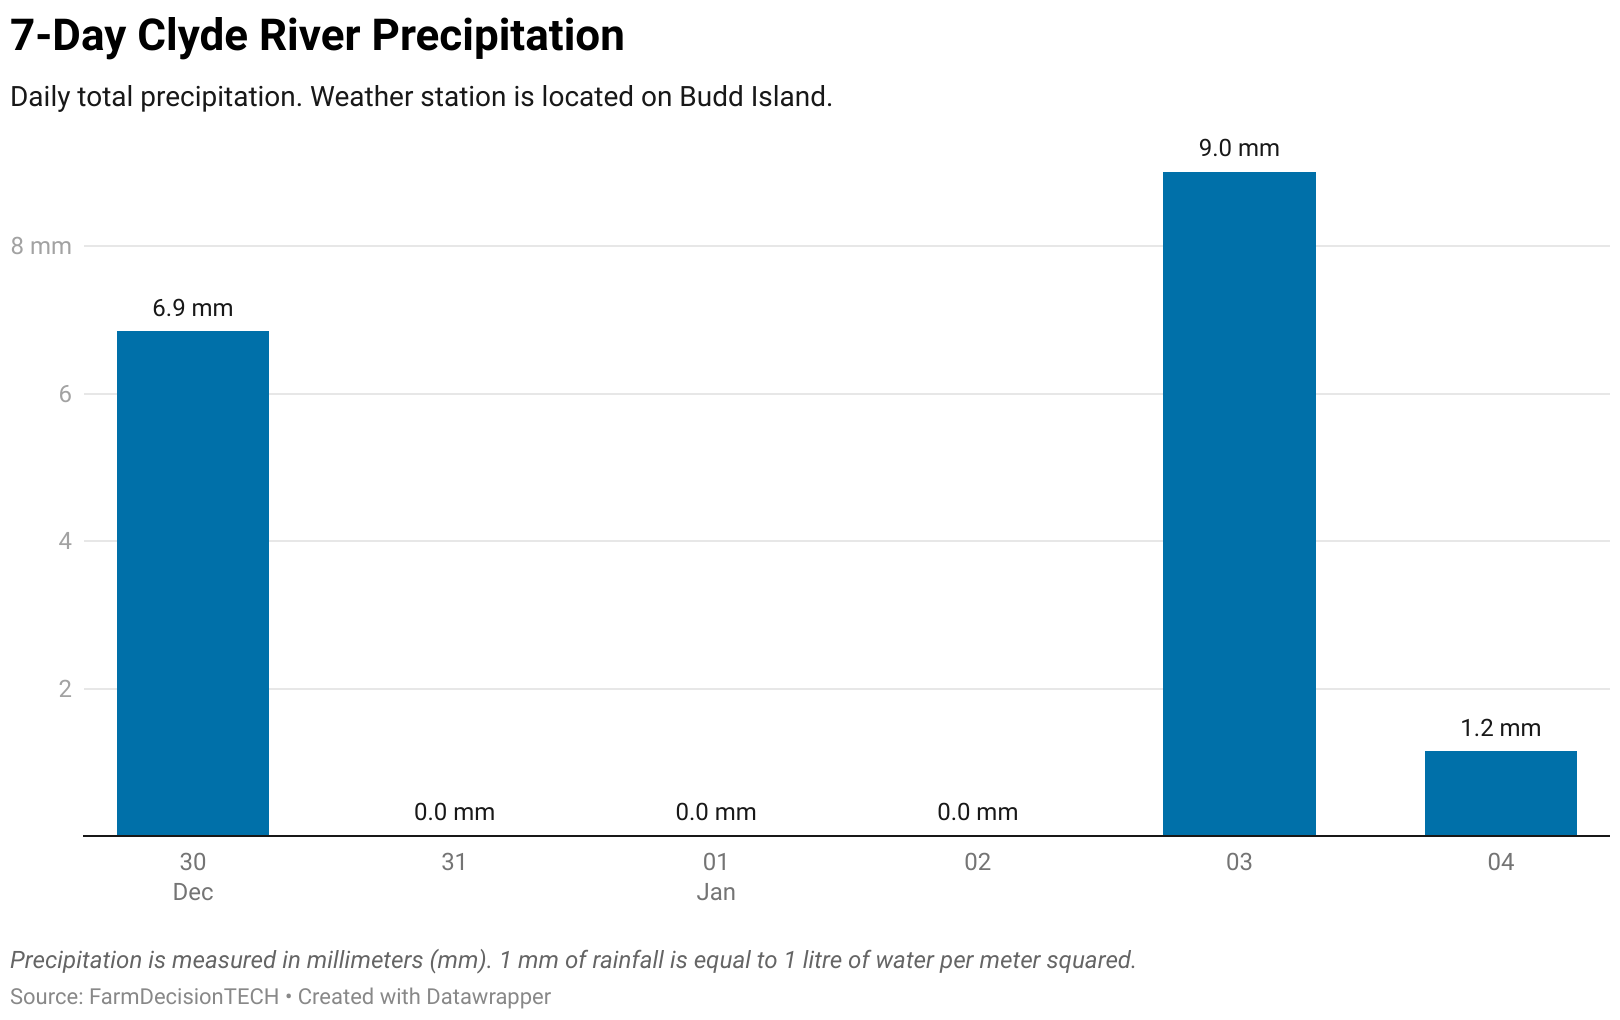 7-Day Clyde River Precipitation
Daily total precipitation. Weather station is located on Budd Island.
9.0 mm
8 mm
6.9 mm
6
4
2
1.2 mm
0.0 mm 0.0 mm 0.0 mm
30 31 01 02 03 04
Dec Jan
Precipitation is measured in millimeters (mm). 1 mm of rainfall is equal to 1 litre of water per meter squared.
Source: FarmDecisionTECH • Created with Datawrapper